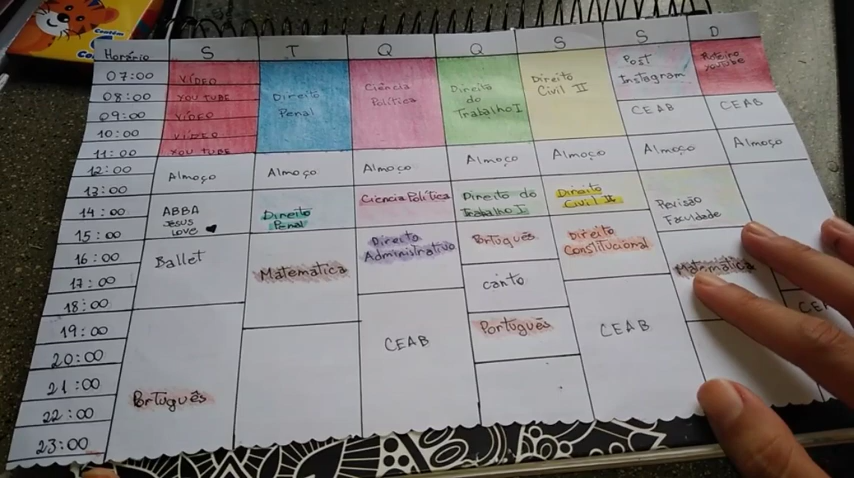 Horário S T Q Q S S D
07:00
08:00
09:00
10:00
11:00
12:00
13:00
14:00
15:00
16:00
17:00
18:00
19:00
20:00
21:00
22:00
23:00
VÍDEO
YOU TUBE
VÍDEO
VÍDEO
YOU TUBE
Almoço
ABBA
JESUS
LOVE
Ballet
Português
Direito
Penal
Almoço
Direito
Penal
Matemática
Ciência
Política
Almoço
Ciência Política
Direito
Administrativo
CEAB
Direito
do
Trabalho I
Almoço
Direito do
Trabalho I
Português
canto
Português
Direito
Civil II
Almoço
Direito
Civil II
Direito
Constitucional
CEAB
Post
Instagram
CEAB
Almoço
Revisão
Faculdade
Matemática
Roteiro
Youtube
CEAB
Almoço